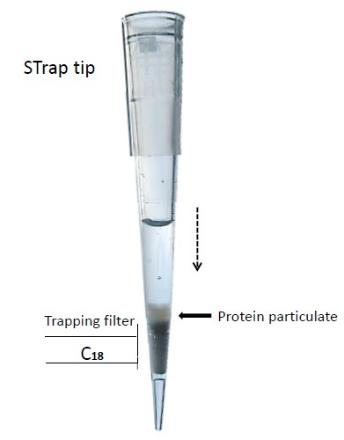 STrap tip
Protein particulate
Trapping filter
C18